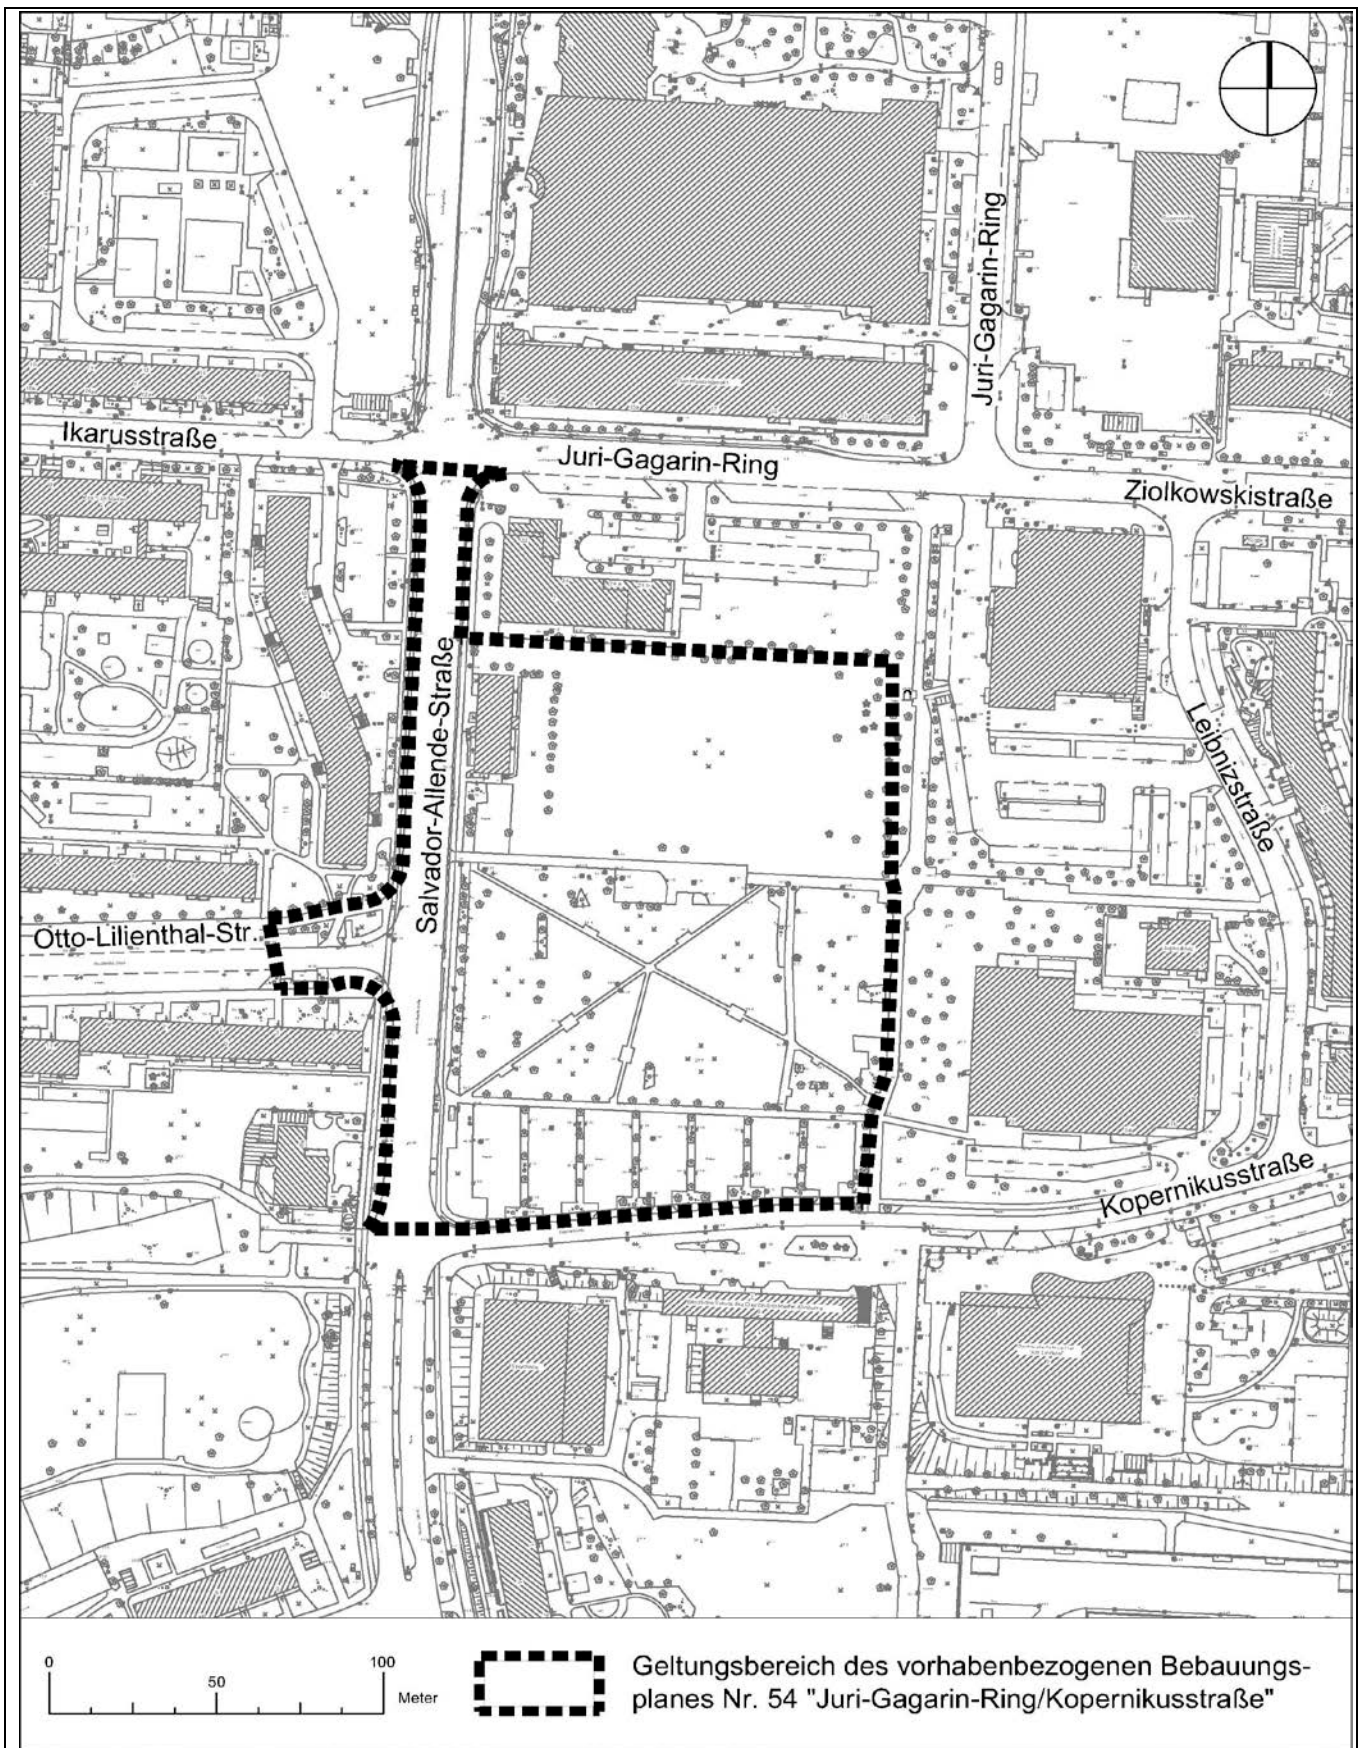 Juri-Gagarin-Ring
Ikarusstraße
Juri-Gagarin-Ring
Ziolkowskistraße
Salvador-Allende-Straße
Leibnizstraße
Otto-Lilienthal-Str.
Kopernikusstraße
0
50
100
Meter
Geltungsbereich des vorhabenbezogenen Bebauungs-
planes Nr. 54 "Juri-Gagarin-Ring/Kopernikusstraße"